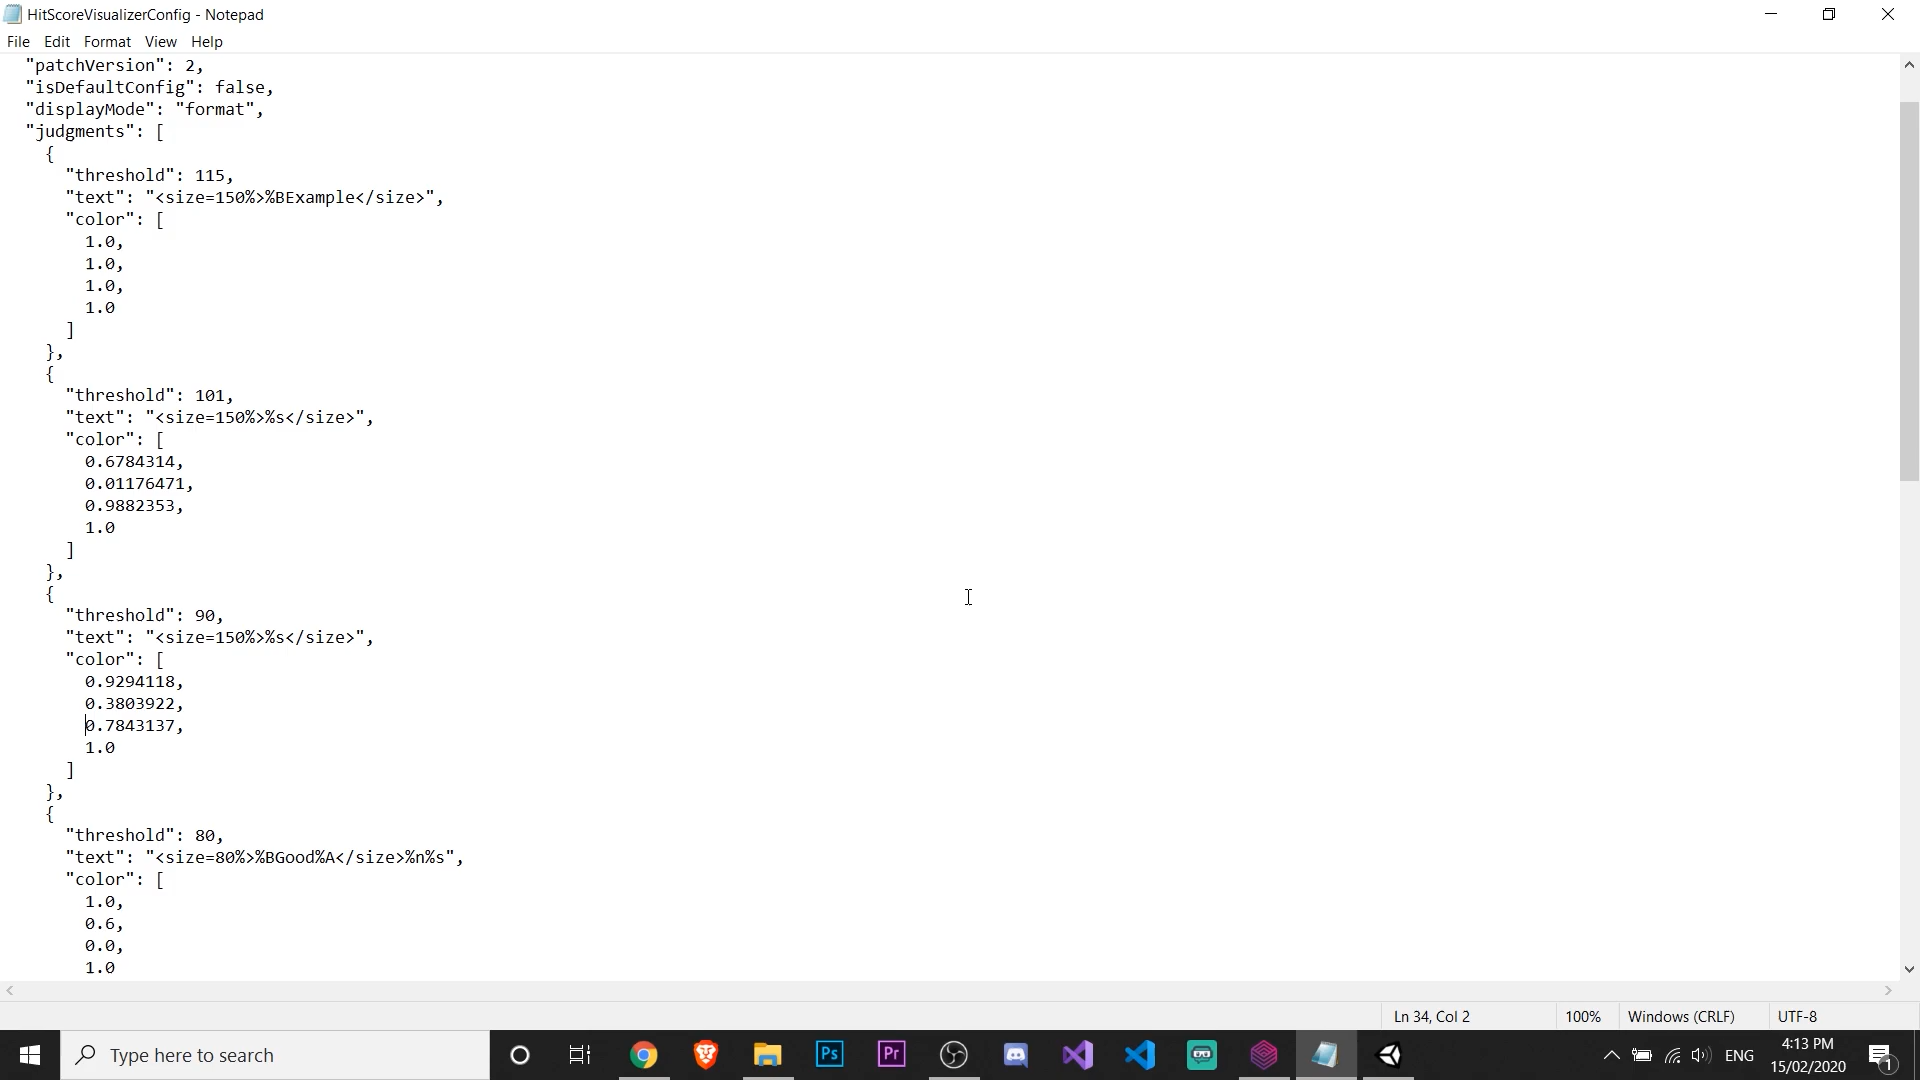 HitScoreVisualizerConfig - Notepad
File Edit Format View Help
"patchVersion": 2,
"isDefaultConfig": false,
"displayMode": "format",
"judgments": [
{
"threshold": 115,
"text": "<size=150%>%BExample</size>",
"color": [
1.0,
1.0,
1.0,
1.0
]
},
{
"threshold": 101,
"text": "<size=150%>%s</size>",
"color": [
0.6784314,
0.01176471,
0.9882353,
1.0
]
},
{
"threshold": 90,
"text": "<size=150%>%s</size>",
"color": [
0.9294118,
0.3803922,
0.7843137,
1.0
]
},
{
"threshold": 80,
"text": "<size=80%>%BGood%A</size>%n%s",
"color": [
1.0,
0.6,
0.0,
1.0
Ln 34, Col 2 100% Windows (CRLF) UTF-8
Type here to search Ps Pr ENG 4:13 PM
15/02/2020 1